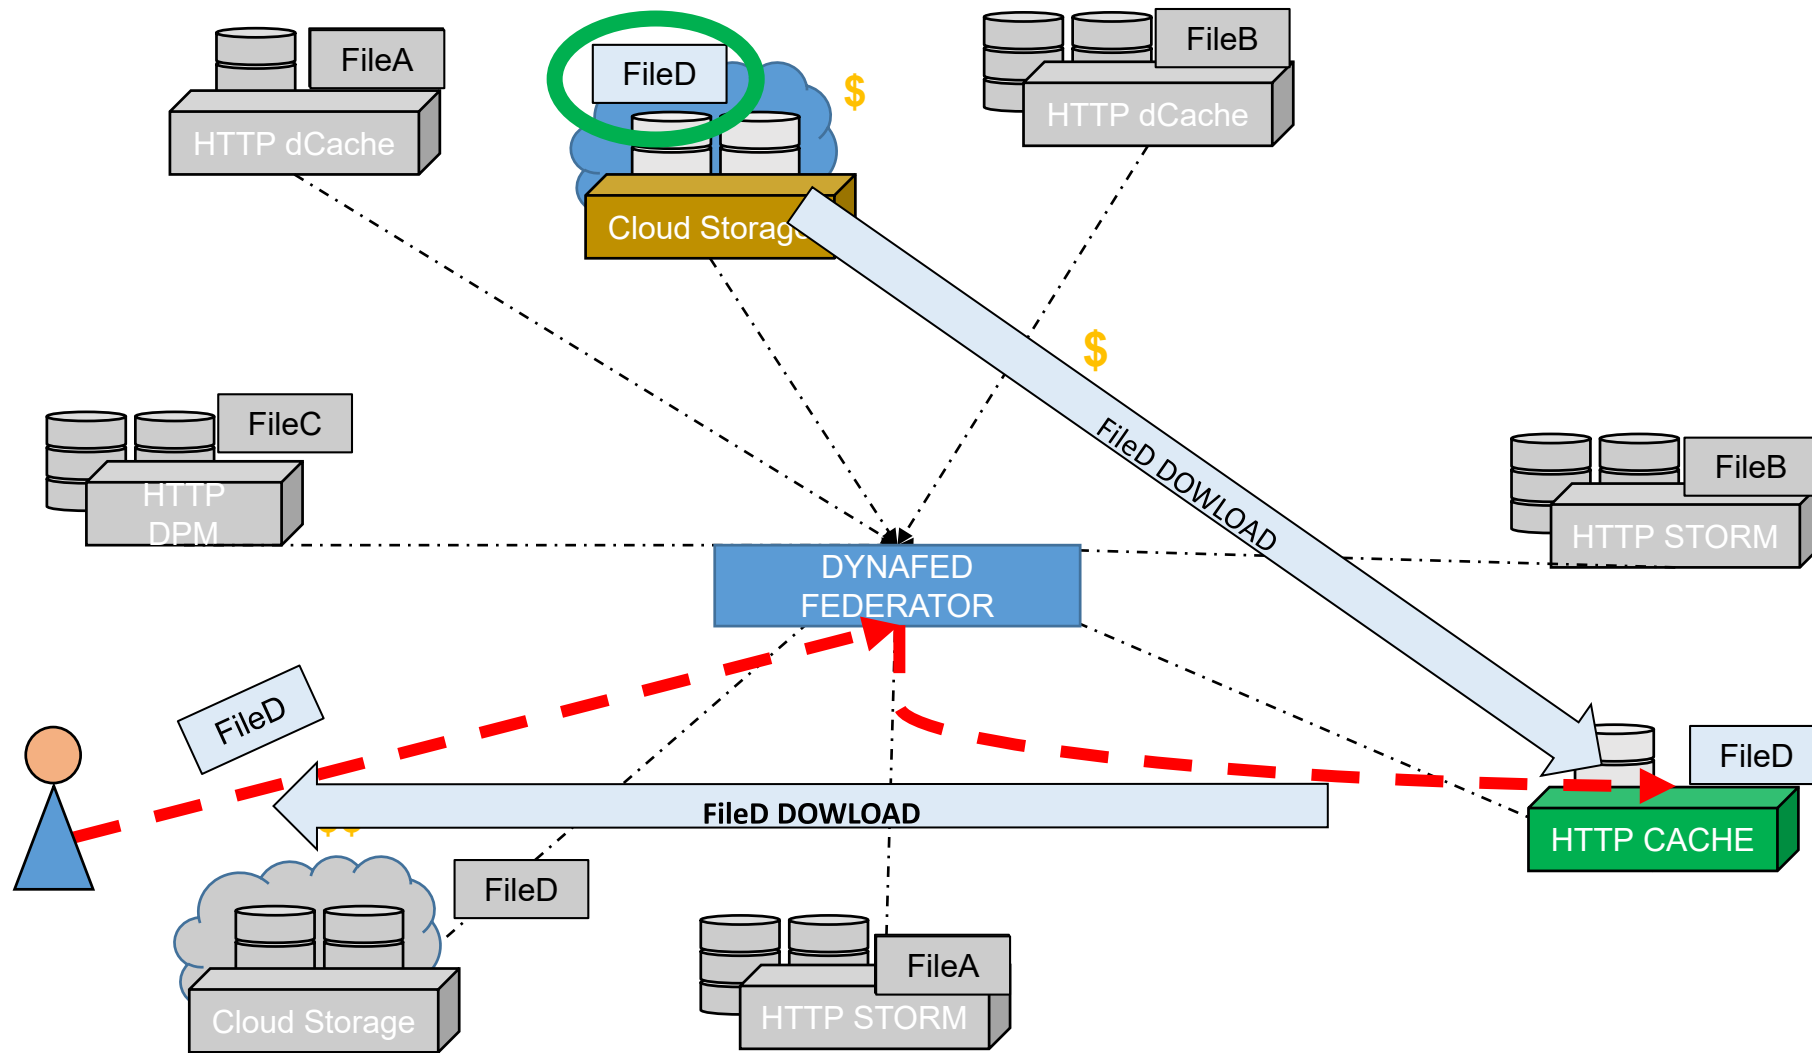 FileA
HTTP dCache
FileD
$
Cloud Storage
FileB
HTTP dCache
$
FileD DOWLOAD
FileC
HTTP
DPM
FileB
HTTP STORM
DYNAFED
FEDERATOR
FileD
FileD DOWLOAD
$$
FileD
HTTP CACHE
FileD
Cloud Storage
FileA
HTTP STORM